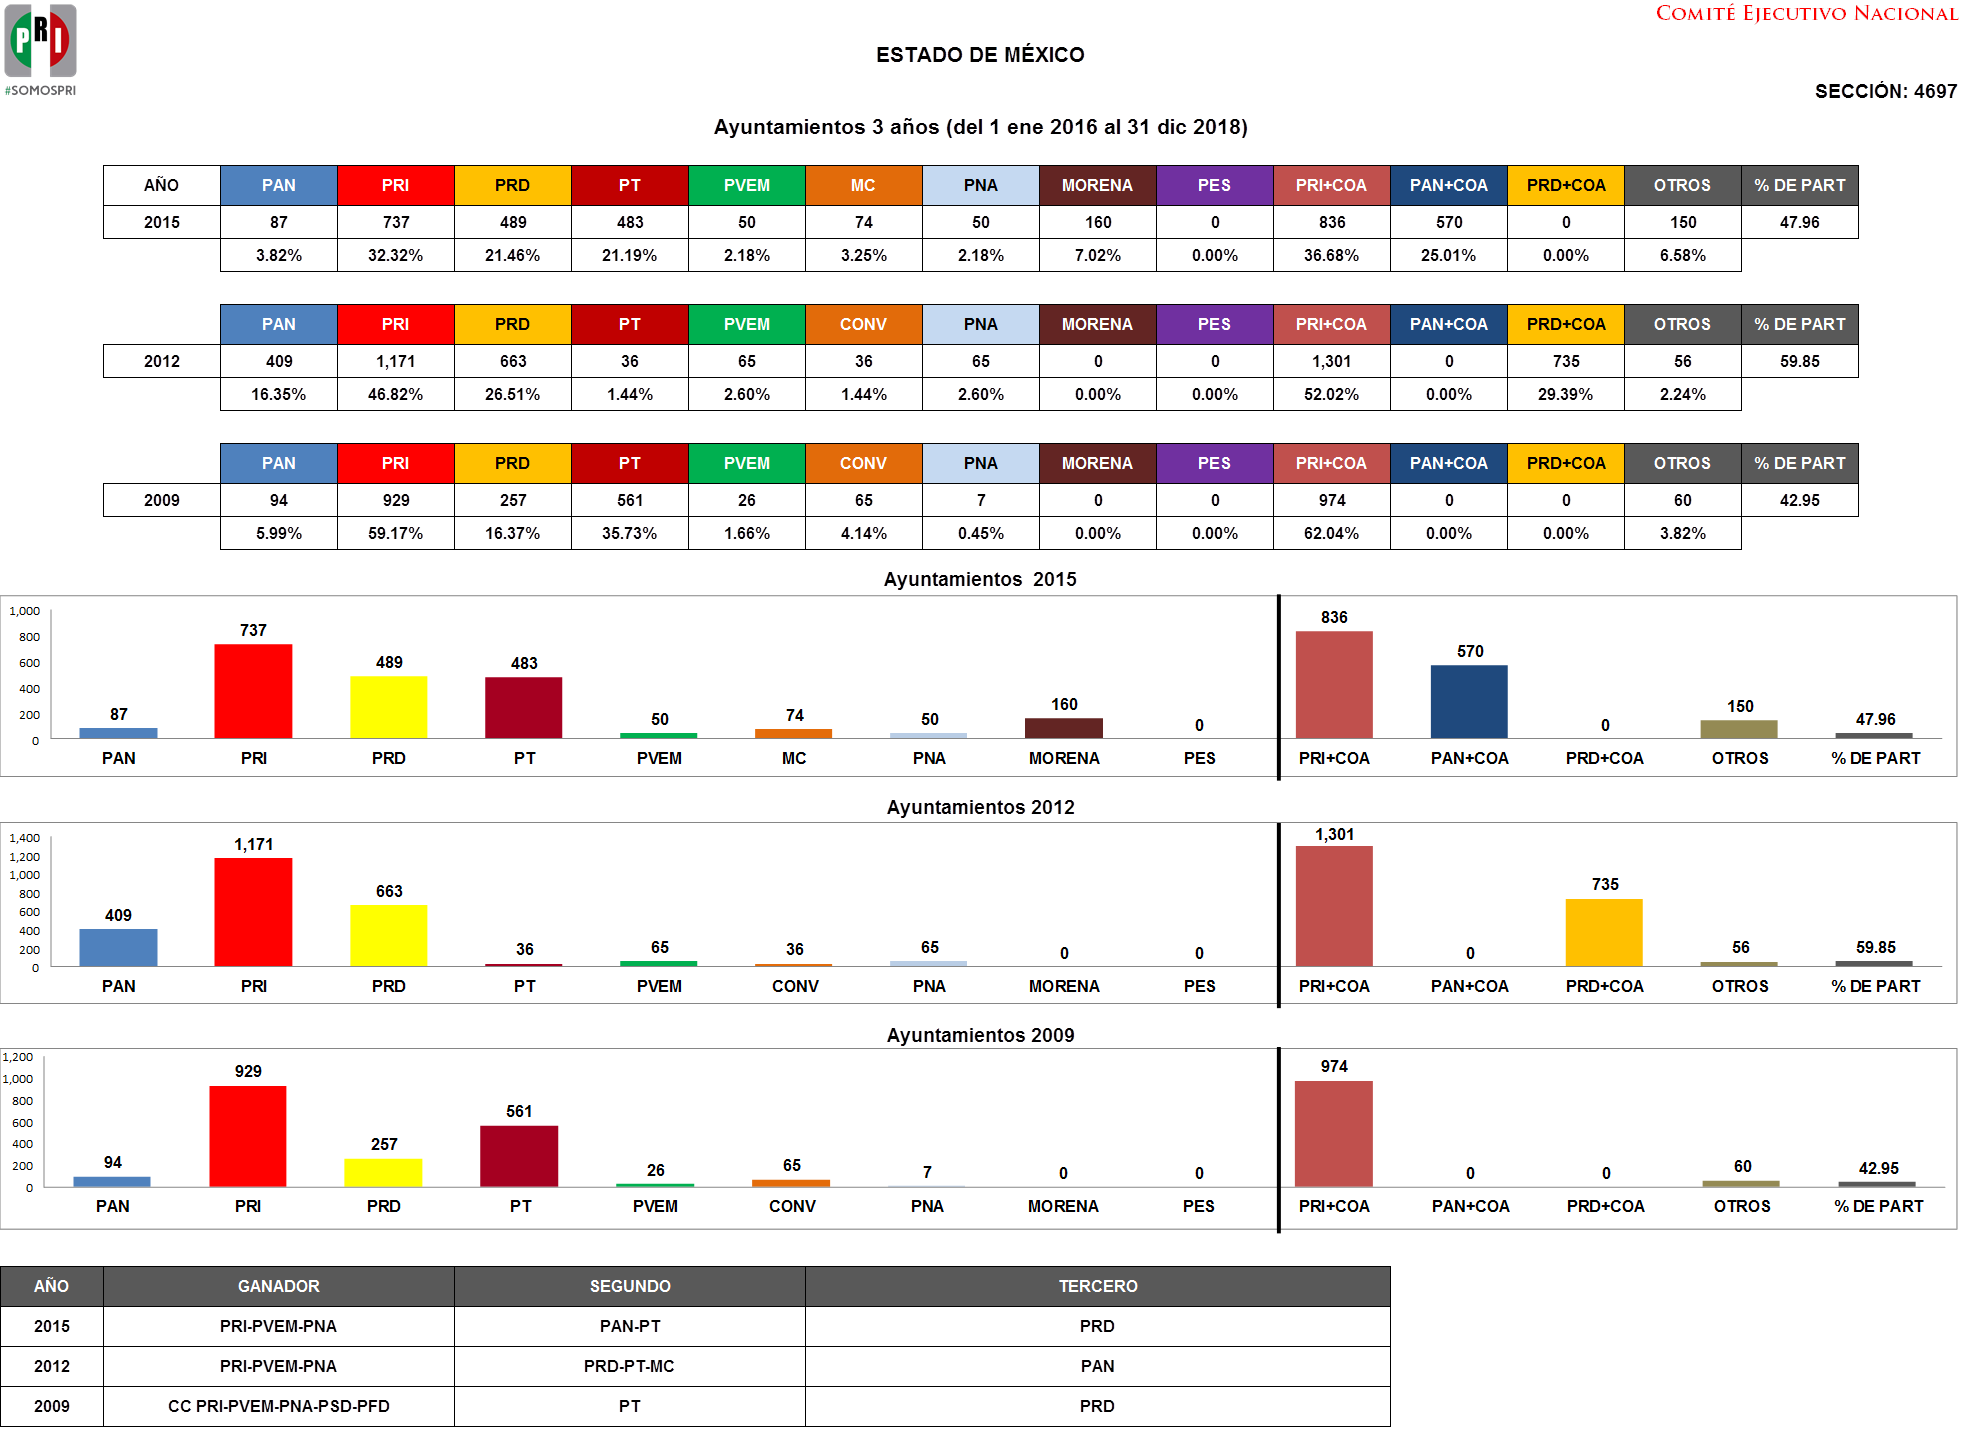 PRI
#SOMOSPRI
COMITÉ EJECUTIVO NACIONAL
ESTADO DE MÉXICO
SECCIÓN: 4697
Ayuntamientos 3 años (del 1 ene 2016 al 31 dic 2018)
AÑO PAN PRI PRD PT PVEM MC PNA MORENA PES PRI+COA PAN+COA PRD+COA OTROS % DE PART
2015 87 737 489 483 50 74 50 160 0 836 570 0 150 47.96
3.82% 32.32% 21.46% 21.19% 2.18% 3.25% 2.18% 7.02% 0.00% 36.68% 25.01% 0.00% 6.58%
PAN PRI PRD PT PVEM CONV PNA MORENA PES PRI+COA PAN+COA PRD+COA OTROS % DE PART
2012 409 1,171 663 36 65 36 65 0 0 1,301 0 735 56 59.85
16.35% 46.82% 26.51% 1.44% 2.60% 1.44% 2.60% 0.00% 0.00% 52.02% 0.00% 29.39% 2.24%
PAN PRI PRD PT PVEM CONV PNA MORENA PES PRI+COA PAN+COA PRD+COA OTROS % DE PART
2009 94 929 257 561 26 65 7 0 0 974 0 0 60 42.95
5.99% 59.17% 16.37% 35.73% 1.66% 4.14% 0.45% 0.00% 0.00% 62.04% 0.00% 0.00% 3.82%
Ayuntamientos 2015
1,000
800
600
400
200
0
87 737 489 483 50 74 50 160 0 836 570 0 150 47.96
PAN PRI PRD PT PVEM MC PNA MORENA PES PRI+COA PAN+COA PRD+COA OTROS % DE PART
Ayuntamientos 2012
1,400
1,200
1,000
800
600
400
200
0
409 1,171 663 36 65 36 65 0 0 1,301 0 735 56 59.85
PAN PRI PRD PT PVEM CONV PNA MORENA PES PRI+COA PAN+COA PRD+COA OTROS % DE PART
Ayuntamientos 2009
1,200
1,000
800
600
400
200
0
94 929 257 561 26 65 7 0 0 974 0 0 60 42.95
PAN PRI PRD PT PVEM CONV PNA MORENA PES PRI+COA PAN+COA PRD+COA OTROS % DE PART
AÑO GANADOR SEGUNDO TERCERO
2015 PRI-PVEM-PNA PAN-PT PRD
2012 PRI-PVEM-PNA PRD-PT-MC PAN
2009 CC PRI-PVEM-PNA-PSD-PFD PT PRD